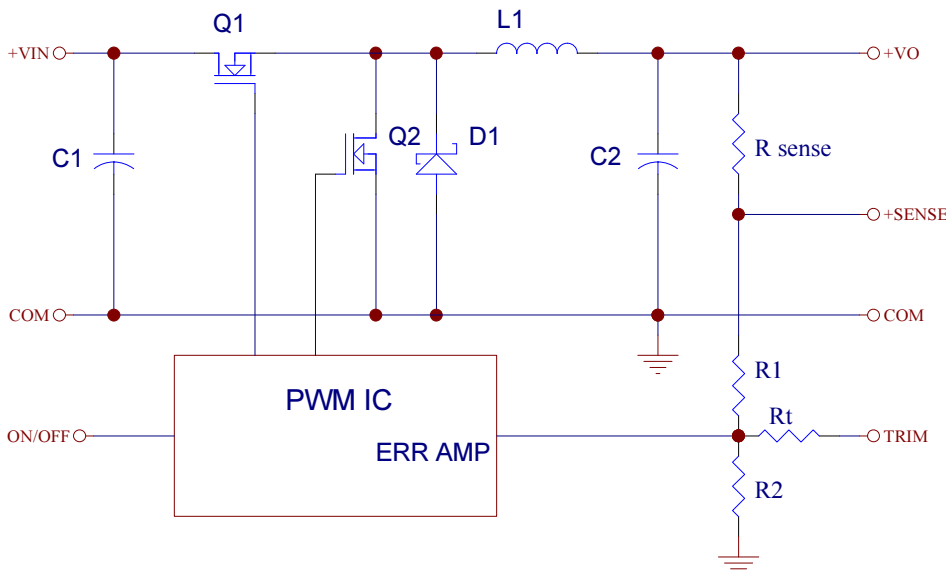 Q1
L1
+VIN
+VO
C1
Q2
D1
C2
R sense
+SENSE
COM
COM
R1
PWM IC
Rt
ON/OFF
ERR AMP
TRIM
R2